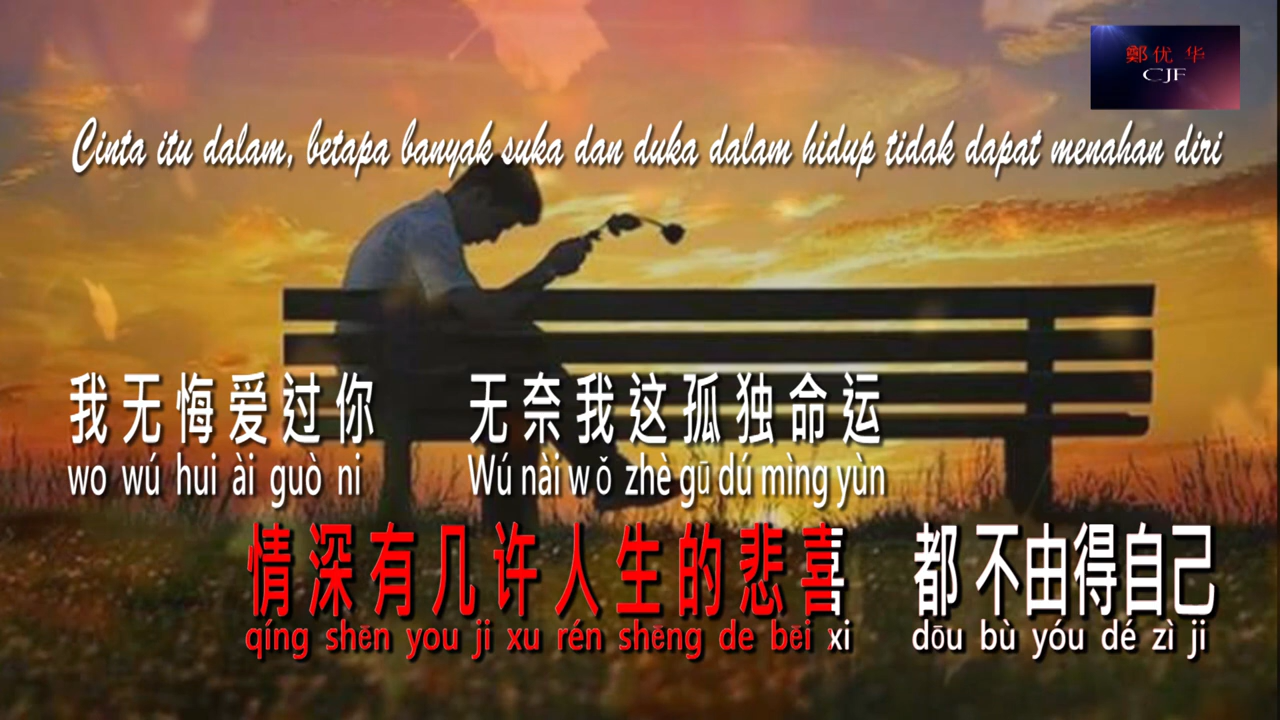 鄭优华
CJF
Cinta itu dalam, betapa banyak suka dan duka dalam hidup tidak dapat menahan diri
我无悔爱过你 无奈我这孤独命运
wo wú hui ài guò ni Wú nài wǒ zhè gū dú mìng yùn
情深有几许人生的悲喜 都不由得自己
qíng shēn you ji xu rén shēng de bēi xi dōu bù yóu dé zì ji